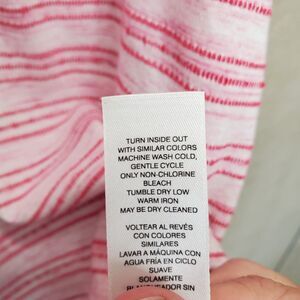 TURN INSIDE OUT
WITH SIMILAR COLORS
MACHINE WASH COLD,
GENTLE CYCLE
ONLY NON-CHLORINE
BLEACH
TUMBLE DRY LOW
WARM IRON
MAY BE DRY CLEANED
VOLTEAR AL REVÉS
CON COLORES
SIMILARES
LAVAR A MÁQUINA CON
AGUA FRÍA EN CICLO
SUAVE
SOLAMENTE
BLANQUEADOR SIN